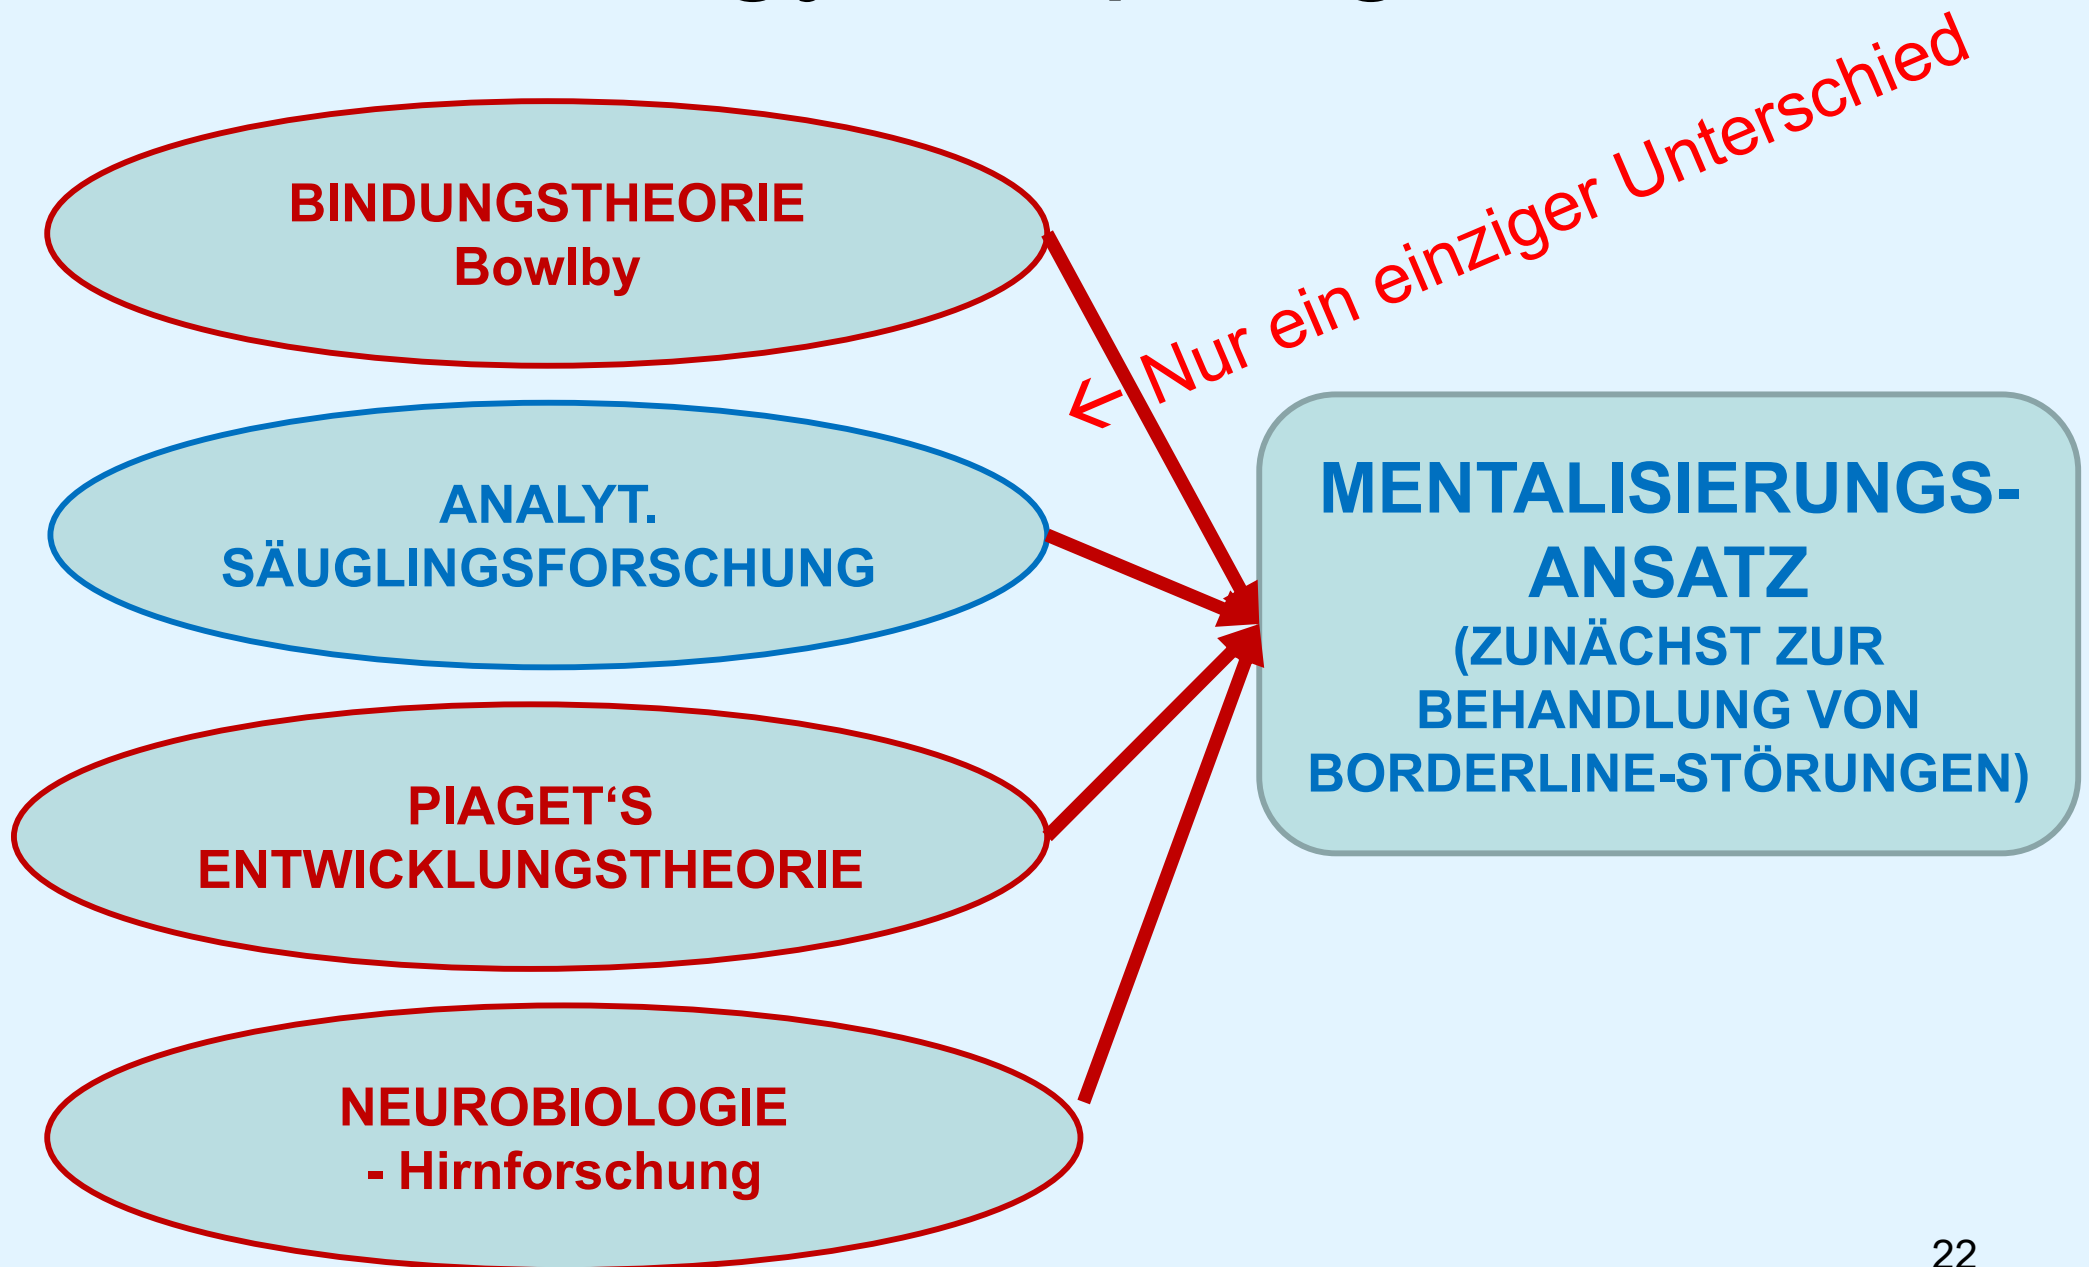 BINDUNGSTHEORIE
Bowlby
← Nur ein einziger Unterschied
ANALYT.
SÄUGLINGSFORSCHUNG
PIAGET‘S
ENTWICKLUNGSTHEORIE
NEUROBIOLOGIE
- Hirnforschung
MENTALISIERUNGS-
ANSATZ
(ZUNÄCHST ZUR
BEHANDLUNG VON
BORDERLINE-STÖRUNGEN)
22